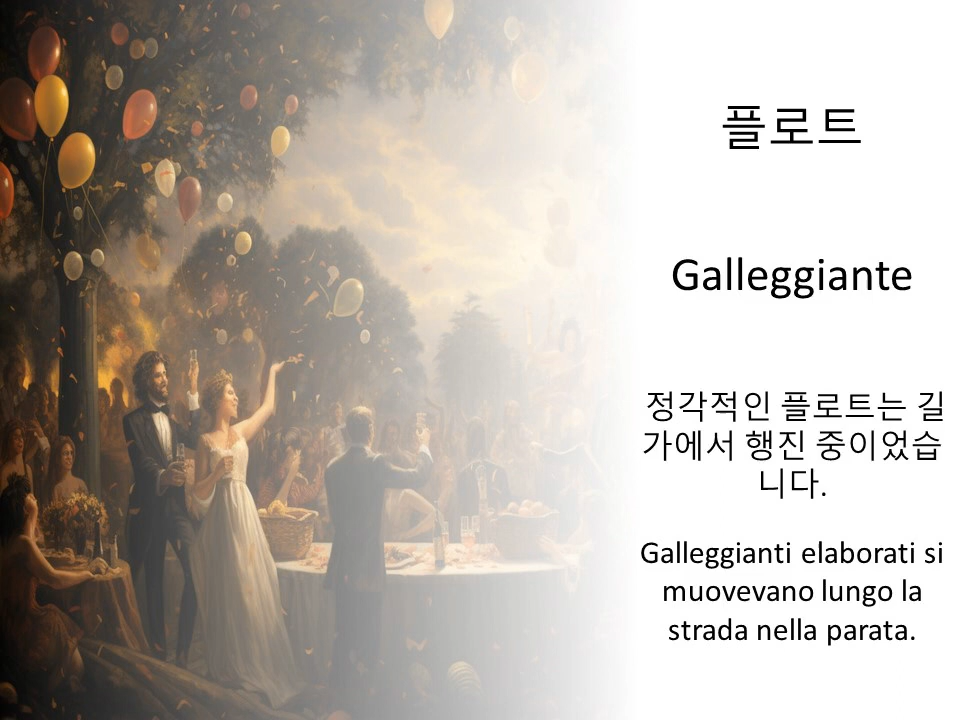 플로트
Galleggiante
정각적인 플로트는 길
가에서 행진 중이었습
니다.
Galleggianti elaborati si
muovevano lungo la
strada nella parata.